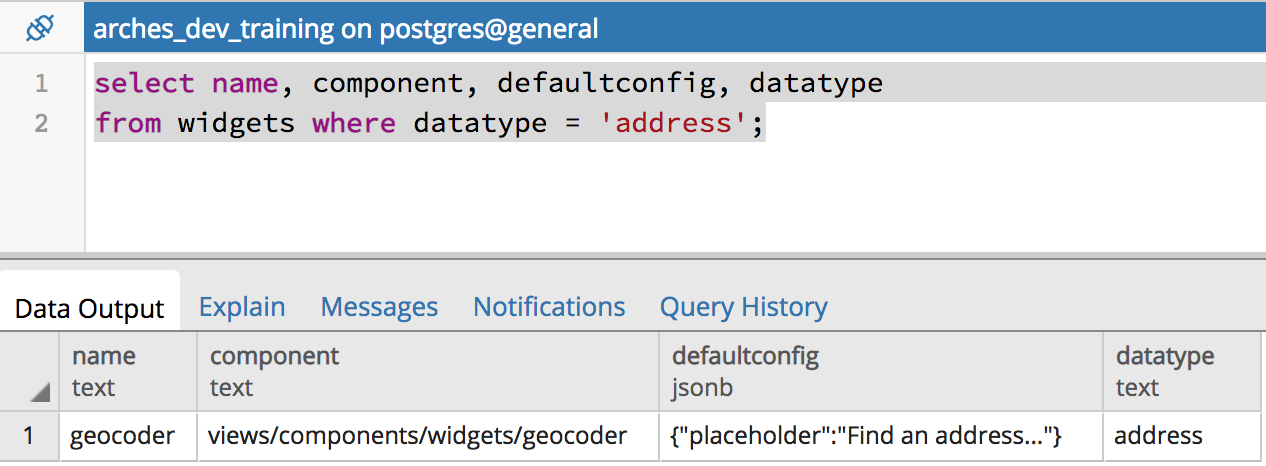 arches_dev_training on postgres@general
1 select name, component, defaultconfig, datatype
2 from widgets where datatype = 'address';
Data Output Explain Messages Notifications Query History
name component defaultconfig datatype
text text jsonb text
1 geocoder views/components/widgets/geocoder {"placeholder":"Find an address..."} address